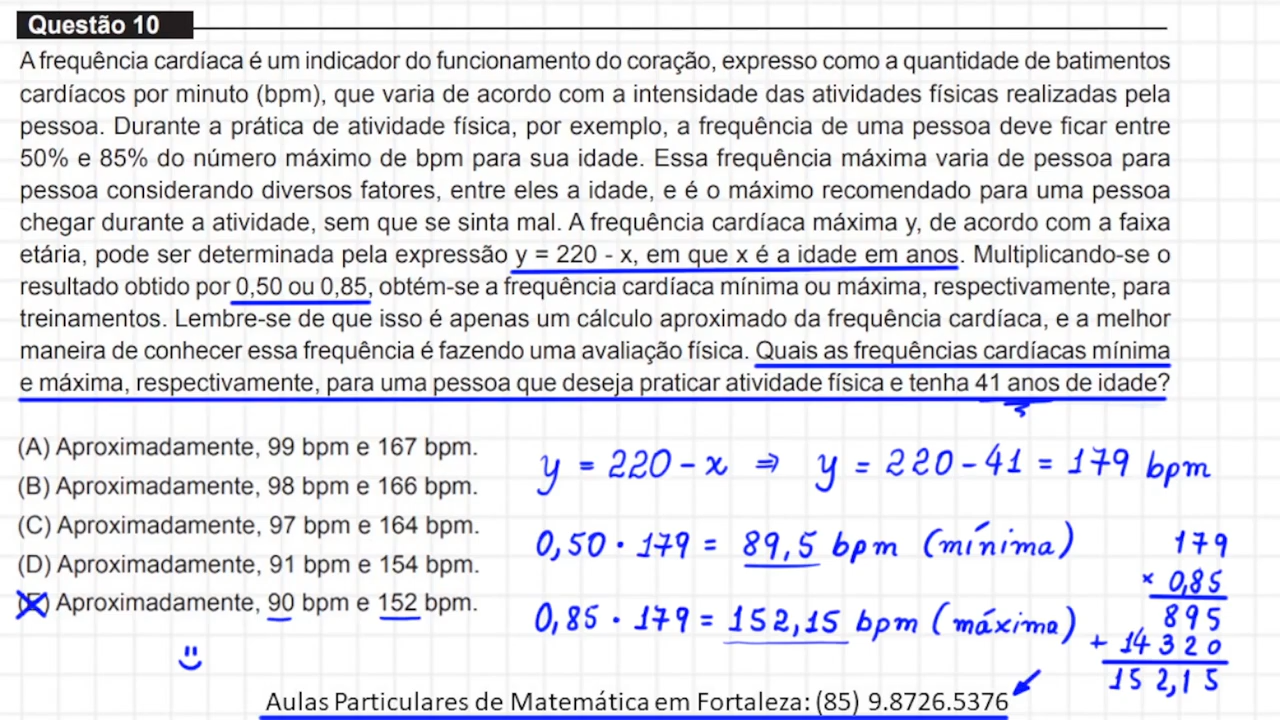 Questão 10
A frequência cardíaca é um indicador do funcionamento do coração, expresso como a quantidade de batimentos
cardíacos por minuto (bpm), que varia de acordo com a intensidade das atividades físicas realizadas pela
pessoa. Durante a prática de atividade física, por exemplo, a frequência de uma pessoa deve ficar entre
50% e 85% do número máximo de bpm para sua idade. Essa frequência máxima varia de pessoa para
pessoa considerando diversos fatores, entre eles a idade, e é o máximo recomendado para uma pessoa
chegar durante a atividade, sem que se sinta mal. A frequência cardíaca máxima y, de acordo com a faixa
etária, pode ser determinada pela expressão y = 220 - x, em que x é a idade em anos. Multiplicando-se o
resultado obtido por 0,50 ou 0,85, obtém-se a frequência cardíaca mínima ou máxima, respectivamente, para
treinamentos. Lembre-se de que isso é apenas um cálculo aproximado da frequência cardíaca, e a melhor
maneira de conhecer essa frequência é fazendo uma avaliação física. Quais as frequências cardíacas mínima
e máxima, respectivamente, para uma pessoa que deseja praticar atividade física e tenha 41 anos de idade?
(A) Aproximadamente, 99 bpm e 167 bpm.
(B) Aproximadamente, 98 bpm e 166 bpm.
(C) Aproximadamente, 97 bpm e 164 bpm.
(D) Aproximadamente, 91 bpm e 154 bpm.
(E) Aproximadamente, 90 bpm e 152 bpm.
y = 220 - x ⇒ y = 220 - 41 = 179 bpm
0,50 · 179 = 89,5 bpm (mínima)
0,85 · 179 = 152,15 bpm (máxima)
179
× 0,85
895
+ 14320
152,15
Aulas Particulares de Matemática em Fortaleza: (85) 9.8726.5376